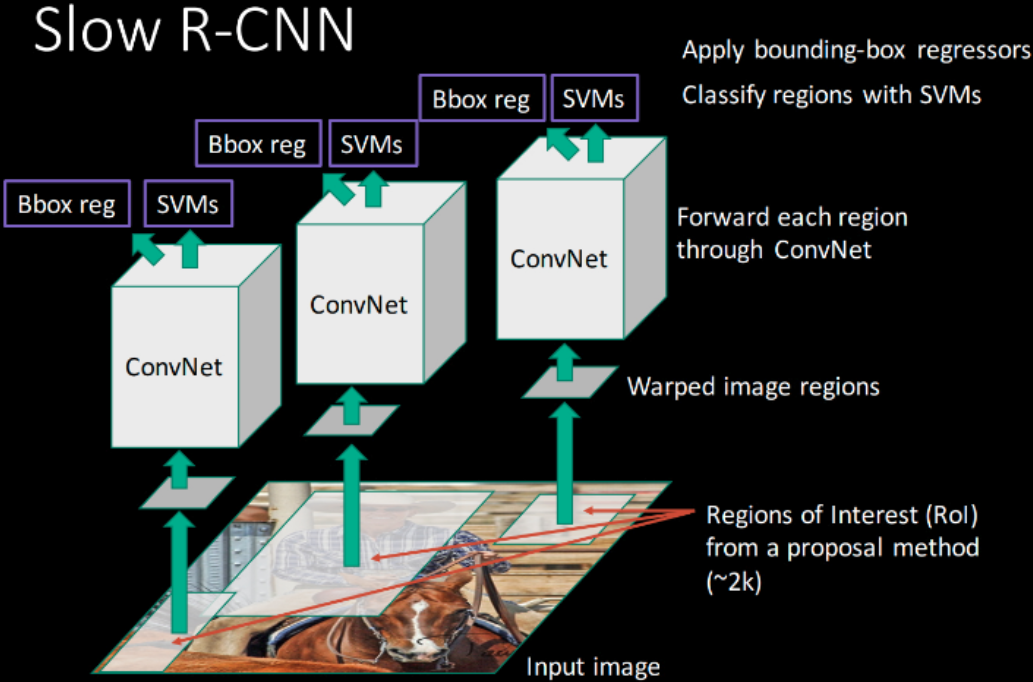 Slow R-CNN
Apply bounding-box regressors
Classify regions with SVMs
Bbox reg
SVMs
Bbox reg
SVMs
Bbox reg
SVMs
Forward each region
through ConvNet
ConvNet
ConvNet
ConvNet
Warped image regions
Regions of Interest (RoI)
from a proposal method
(~2k)
Input image